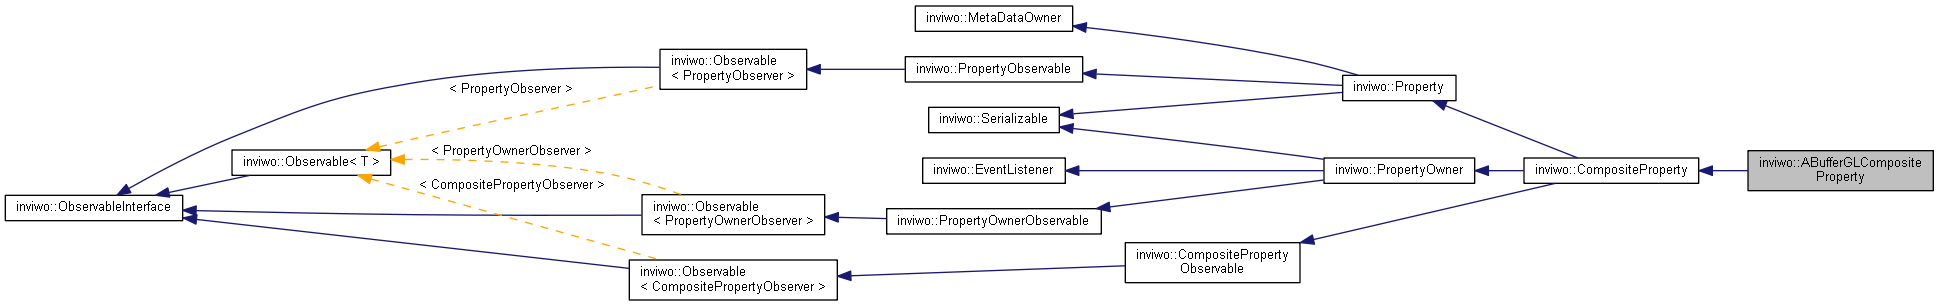 inviwo::MetaDataOwner
inviwo::Observable
< PropertyObserver >
inviwo::PropertyObservable
inviwo::Property
< PropertyObserver >
inviwo::Serializable
inviwo::Observable< T >
< PropertyOwnerObserver >
inviwo::EventListener
inviwo::PropertyOwner
inviwo::CompositeProperty
inviwo::ABufferGLComposite
Property
< CompositePropertyObserver >
inviwo::ObservableInterface
inviwo::Observable
< PropertyOwnerObserver >
inviwo::PropertyOwnerObservable
inviwo::CompositeProperty
Observable
inviwo::Observable
< CompositePropertyObserver >